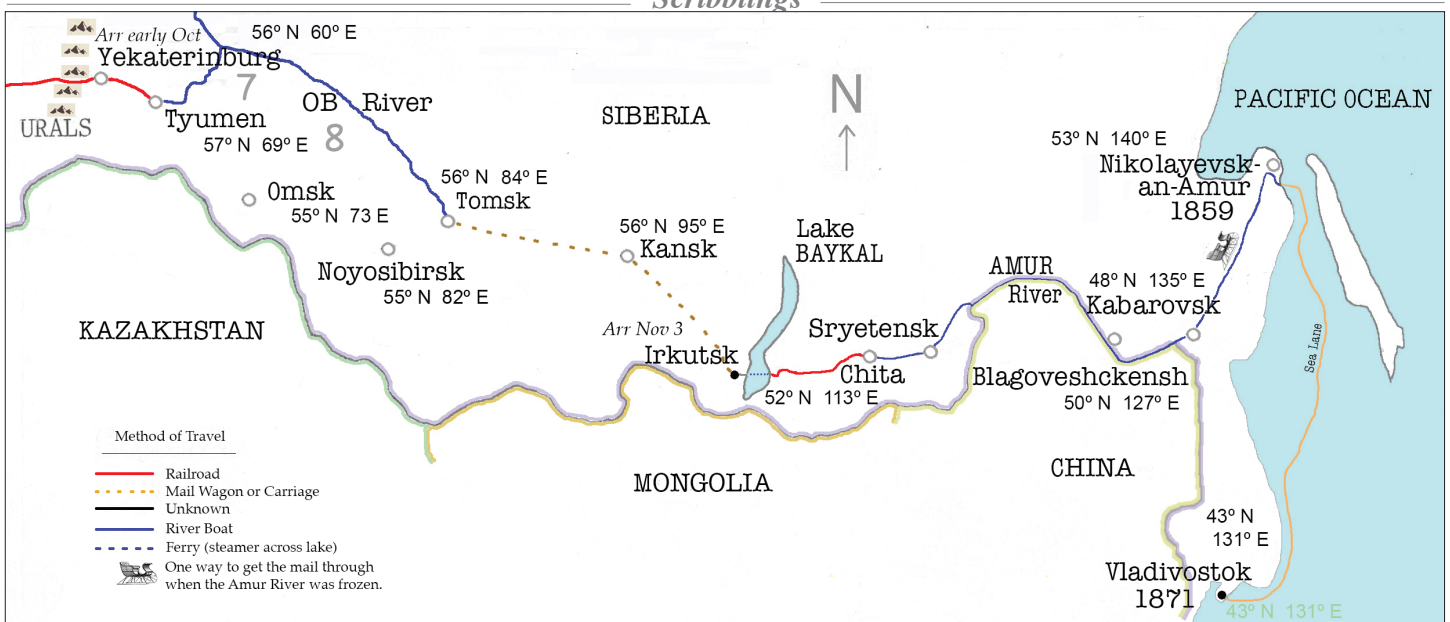 Scribblings
Arr early Oct
56º N 60º E
Yekaterinburg
7
OB River
8
URALS
Tyumen
57º N 69º E
SIBERIA
N
PACIFIC OCEAN
53º N 140º E
Nikolayevsk-
an-Amur
1859
Omsk
55º N 73 E
56º N 84º E
Tomsk
56º N 95º E
Kansk
Lake
BAYKAL
Noyosibirsk
55º N 82º E
AMUR
River
48º N 135º E
Kabarovsk
KAZAKHSTAN
Arr Nov 3
Irkutsk
Sryetensk
Chita
52º N 113º E
Blagoveshckensh
50º N 127º E
Sea Lane
MONGOLIA
CHINA
Method of Travel
Railroad
Mail Wagon or Carriage
Unknown
River Boat
Ferry (steamer across lake)
One way to get the mail through
when the Amur River was frozen.
43º N
131º E
Vladivostok
1871
43º N 131º E